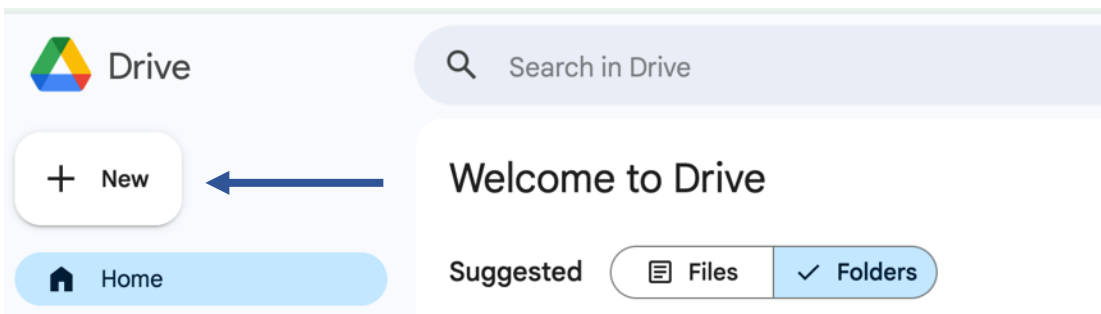 Drive
Search in Drive
New
Welcome to Drive
Home
Suggested
Files
Folders